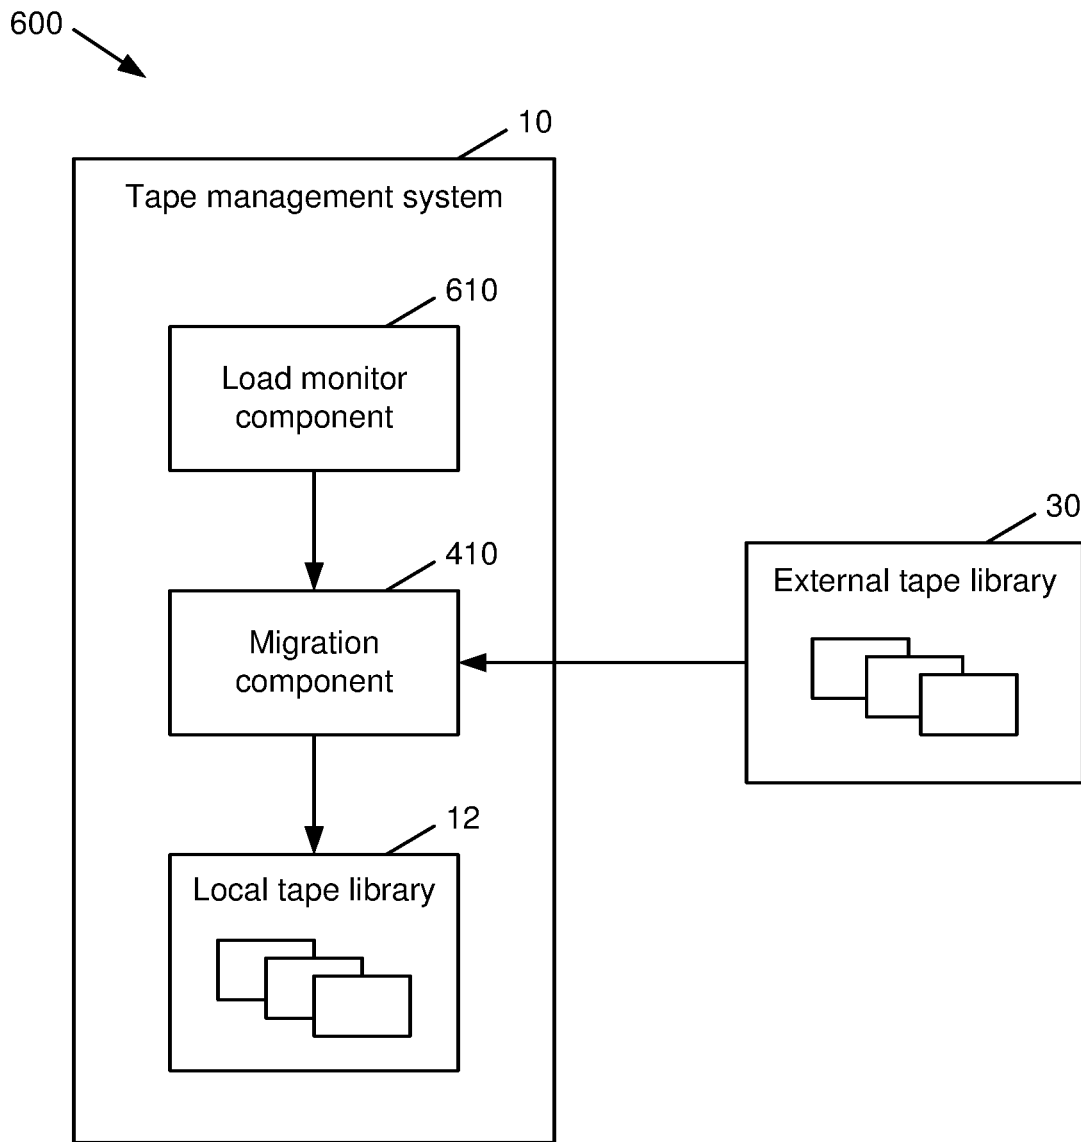 600
10
Tape management system
610
Load monitor
component
410
Migration
component
30
External tape library
12
Local tape library